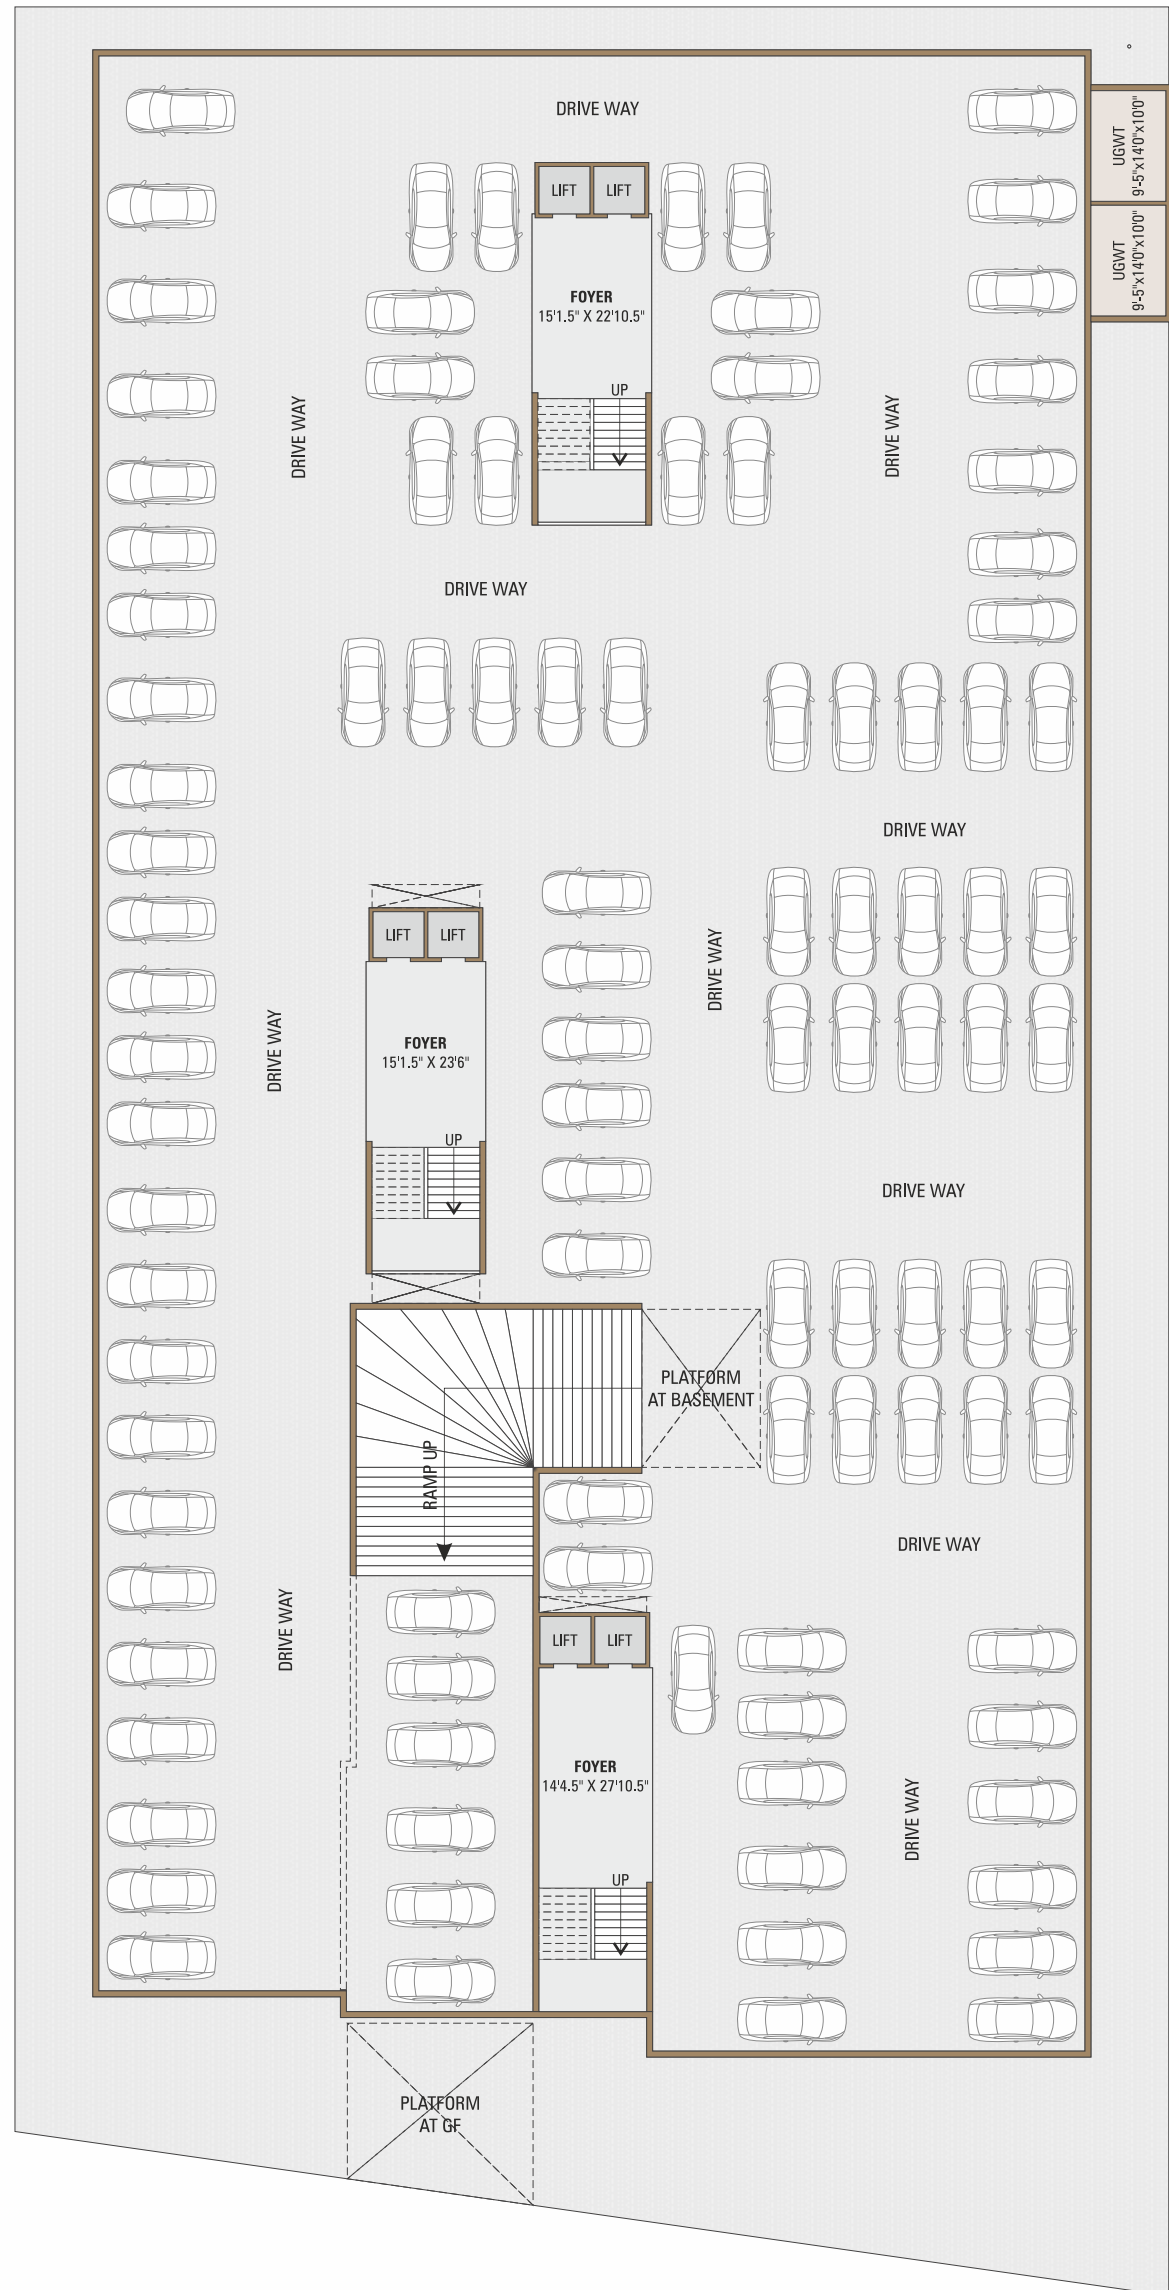 DRIVE WAY
UGWT
9'-5"x14'0"x10'0"
LIFT
LIFT
UGWT
9'-5"x14'0"x10'0"
FOYER
15'1.5" X 22'10.5"
UP
DRIVE WAY
DRIVE WAY
DRIVE WAY
DRIVE WAY
LIFT
LIFT
DRIVE WAY
FOYER
15'1.5" X 23'6"
DRIVE WAY
UP
DRIVE WAY
PLATFORM
AT BASEMENT
RAMP UP
DRIVE WAY
DRIVE WAY
LIFT
LIFT
FOYER
14'4.5" X 27'10.5"
DRIVE WAY
UP
PLATFORM
AT GF